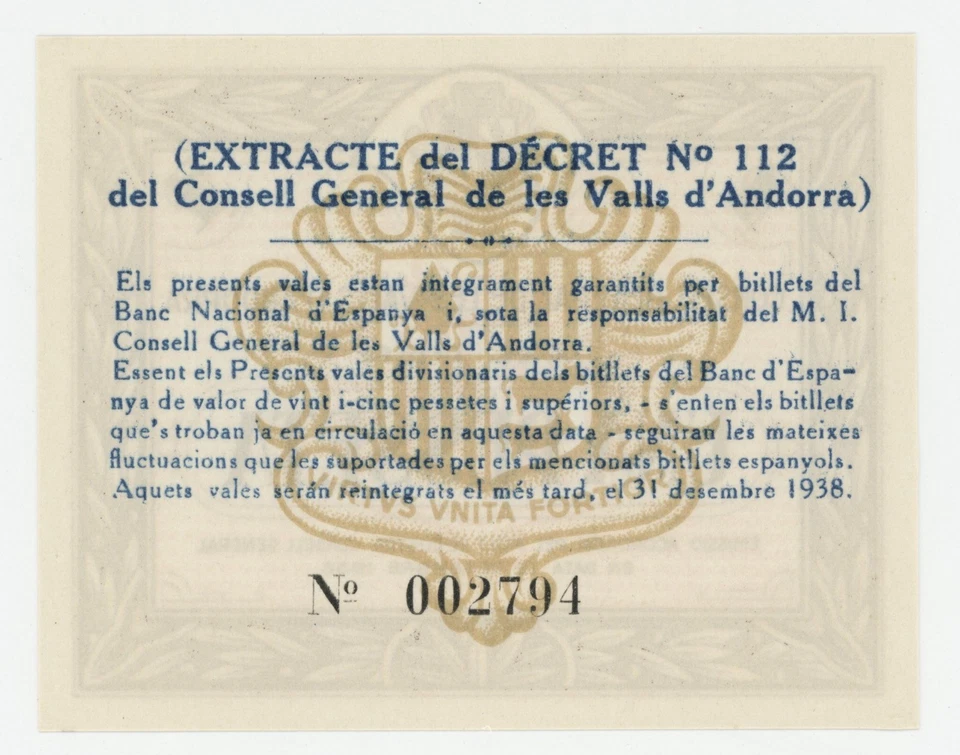 (EXTRACTE del DÉCRET Nº 112
del Consell General de les Valls d'Andorra)
Els presents vales estan integrament garantits per bitllets del
Banc Nacional d'Espanya i, sota la responsabilitat del M. I.
Consell General de les Valls d'Andorra.
Essent els Presents vales divisionaris dels bitllets del Banc d'Espa-
nya de valor de vint i-cinc pessetes i supériors, - s'enten els bitllets
que's troban ja en circulació en aquesta data - seguiran les mateixes
fluctuacions que les suportades per els mencionats bitllets espanyols.
Aquets vales serán reintegrats el més tard, el 31 desembre 1938.
VIRTVS VNITA FORTIOR
Nº 002794